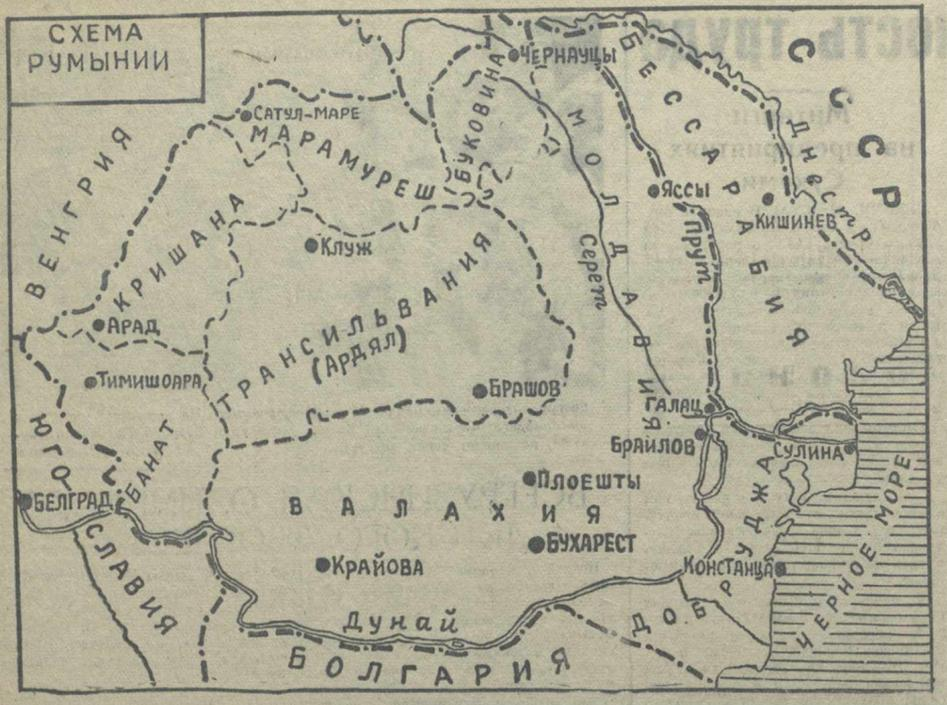 СХЕМА
РУМЫНИИ
СССР
ЧЕРНАУЦЫ
БЕССАРАБИЯ
БУКОВИНА
САТУЛ-МАРЕ
МАРАМУРЕШ
МОЛДАВИЯ
Днестр
ВЕНГРИЯ
ЯССЫ
КИШИНЕВ
КРИШАНА
КЛУЖ
Прут
Серет
АРАД
ТРАНСИЛЬВАНИЯ
(АРДЯЛ)
ТИМИШОАРА
БРАШОВ
ГАЛАЦ
БРАИЛОВ
СУЛИНА
ЮГОСЛАВИЯ
БАНАТ
БЕЛГРАД
ПЛОЕШТЫ
ВАЛАХИЯ
БУХАРЕСТ
КРАЙОВА
КОНСТАНЦА
ДОБРУДЖА
ЧЕРНОЕ МОРЕ
Дунай
БОЛГАРИЯ